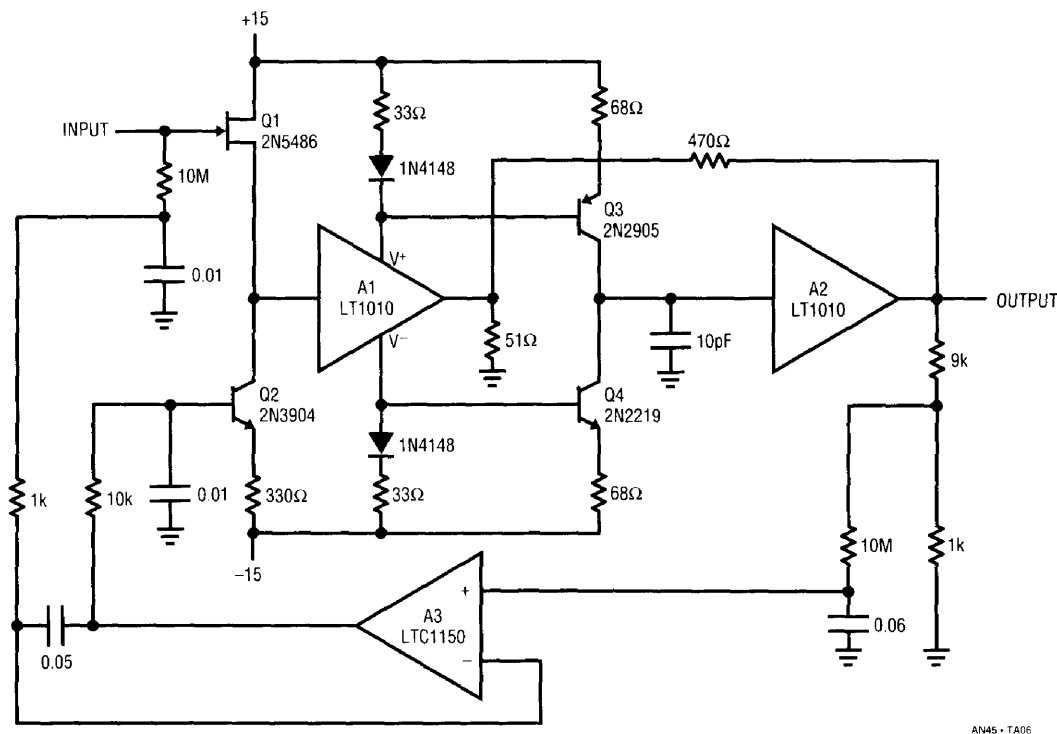 +15
INPUT
Q1
2N5486
10M
0.01
33Ω
1N4148
68Ω
470Ω
Q3
2N2905
V+
A1
LT1010
V−
51Ω
10pF
A2
LT1010
OUTPUT
9k
Q2
2N3904
Q4
2N2219
1N4148
1k
10k
0.01
330Ω
33Ω
68Ω
10M
1k
−15
0.05
A3
LTC1150
+
−
0.06
AN45 • TA06